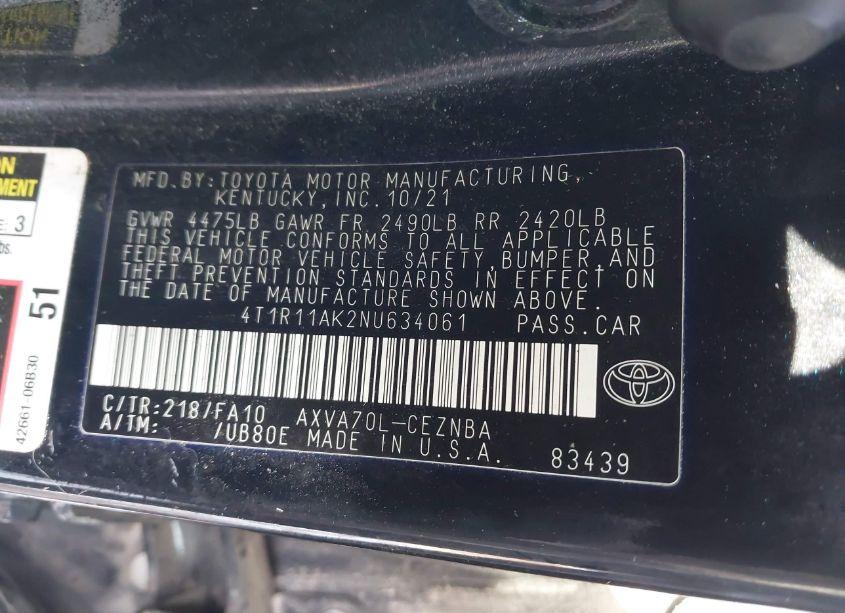 MFD.BY:TOYOTA MOTOR MANUFACTURING,
KENTUCKY,INC.10/21
GVWR 4475LB GAWR FR 2490LB RR 2420LB
THIS VEHICLE CONFORMS TO ALL APPLICABLE
FEDERAL MOTOR VEHICLE SAFETY,BUMPER,AND
THEFT PREVENTION STANDARDS IN EFFECT ON
THE DATE OF MANUFACTURE SHOWN ABOVE.
4T1R11AK2NU634061 PASS.CAR
C/TR:218/FA10 AXVA70L-CEZNBA
A/TM: /UB80E MADE IN U.S.A.
83439
3
51
42661-06B30